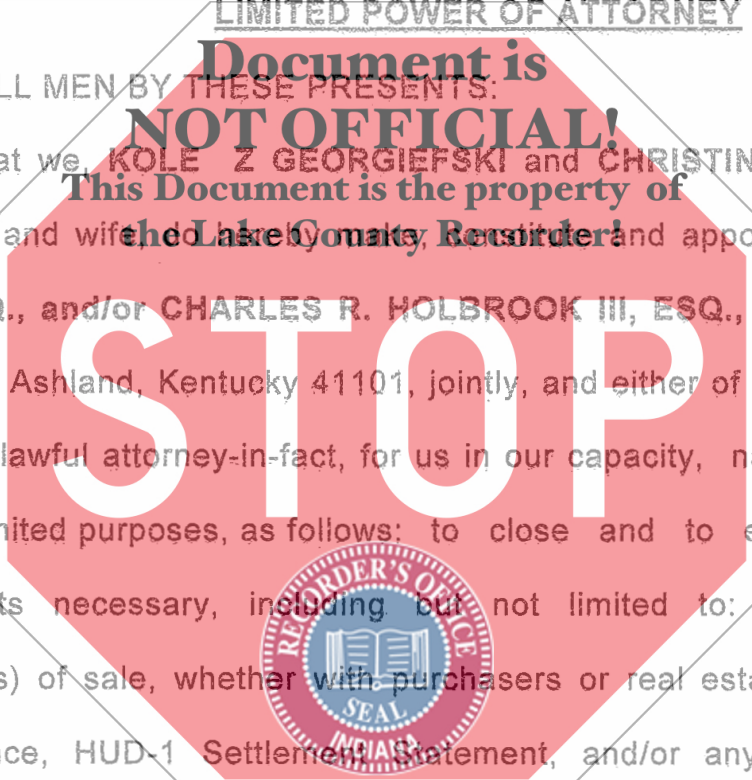 LIMITED POWER OF ATTORNEY
Document is
LL MEN BY THESE PRESENTS:
NOT OFFICIAL!
at we, KOLE Z GEORGIEFSKI and CHRISTIN
This Document is the property of
the Lake County Recorder!
and wife, do hereby make, constitute and appo
., and/or CHARLES R. HOLBROOK III, ESQ.,
STOP
Ashland, Kentucky 41101, jointly, and either of
lawful attorney-in-fact, for us in our capacity, n
nited purposes, as follows: to close and to e
RECORDER'S OFFICE
ts necessary, including but not limited to:
s) of sale, whether with purchasers or real esta
SEAL
INDIANA
ce, HUD-1 Settlement Statement, and/or any